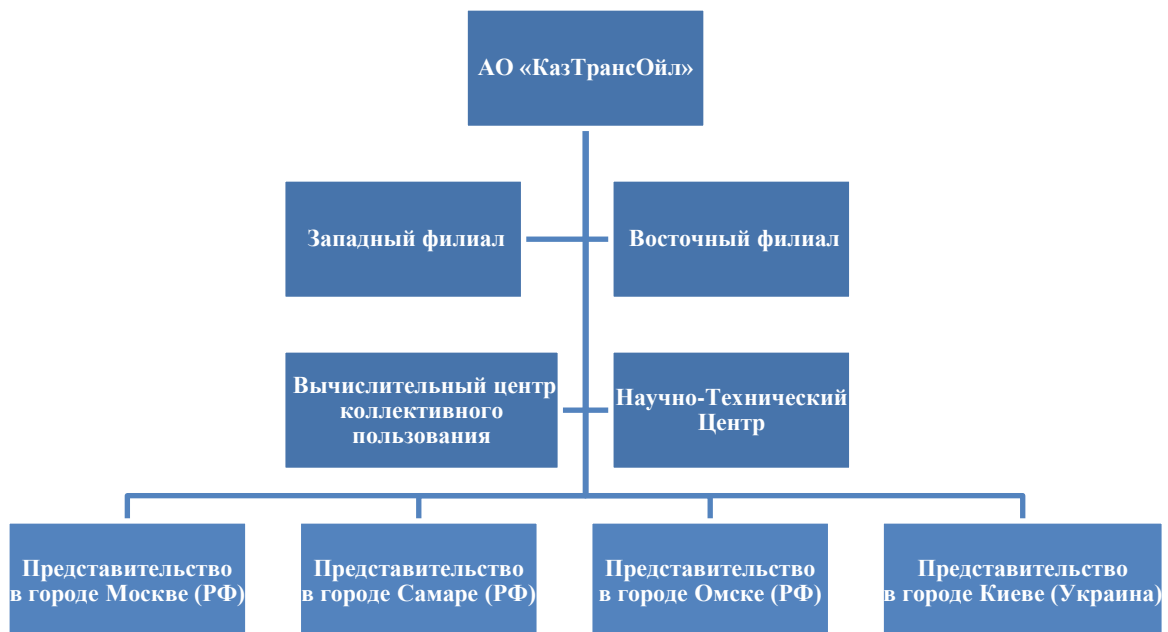 АО «КазТрансОйл»
Западный филиал
Восточный филиал
Вычислительный центр
коллективного
пользования
Научно-Технический
Центр
Представительство
в городе Москве (РФ)
Представительство
в городе Самаре (РФ)
Представительство
в городе Омске (РФ)
Представительство
в городе Киеве (Украина)